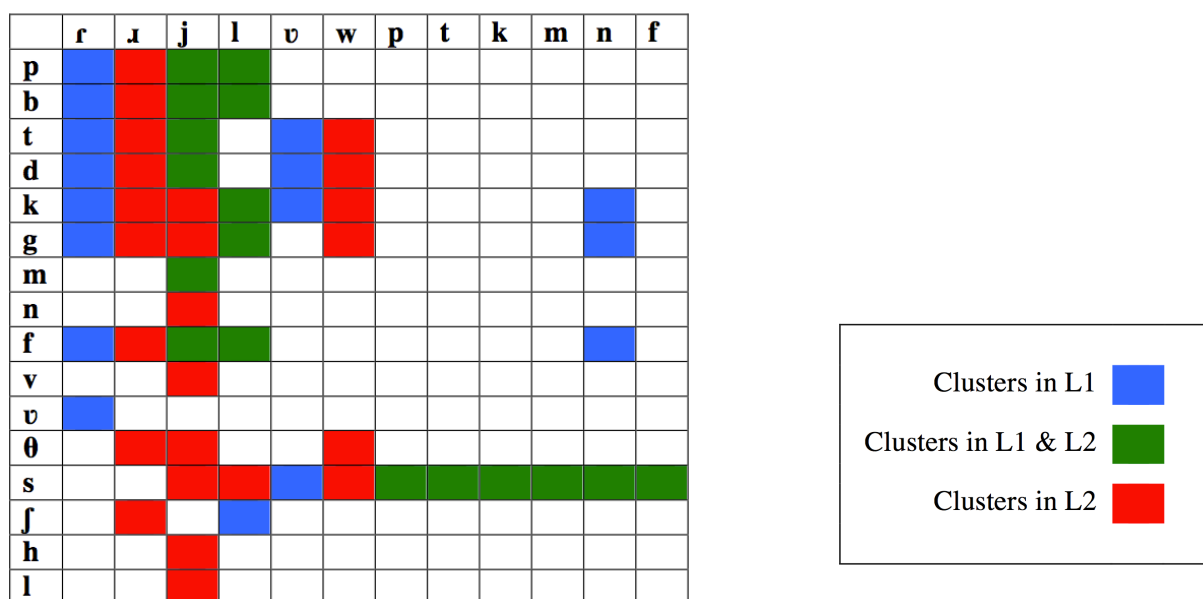 ɾ ɹ j l ʋ w p t k m n f
p
b
t
d
k
g
m
n
f
v
ʋ
θ
s
ʃ
h
l
Clusters in L1
Clusters in L1 & L2
Clusters in L2